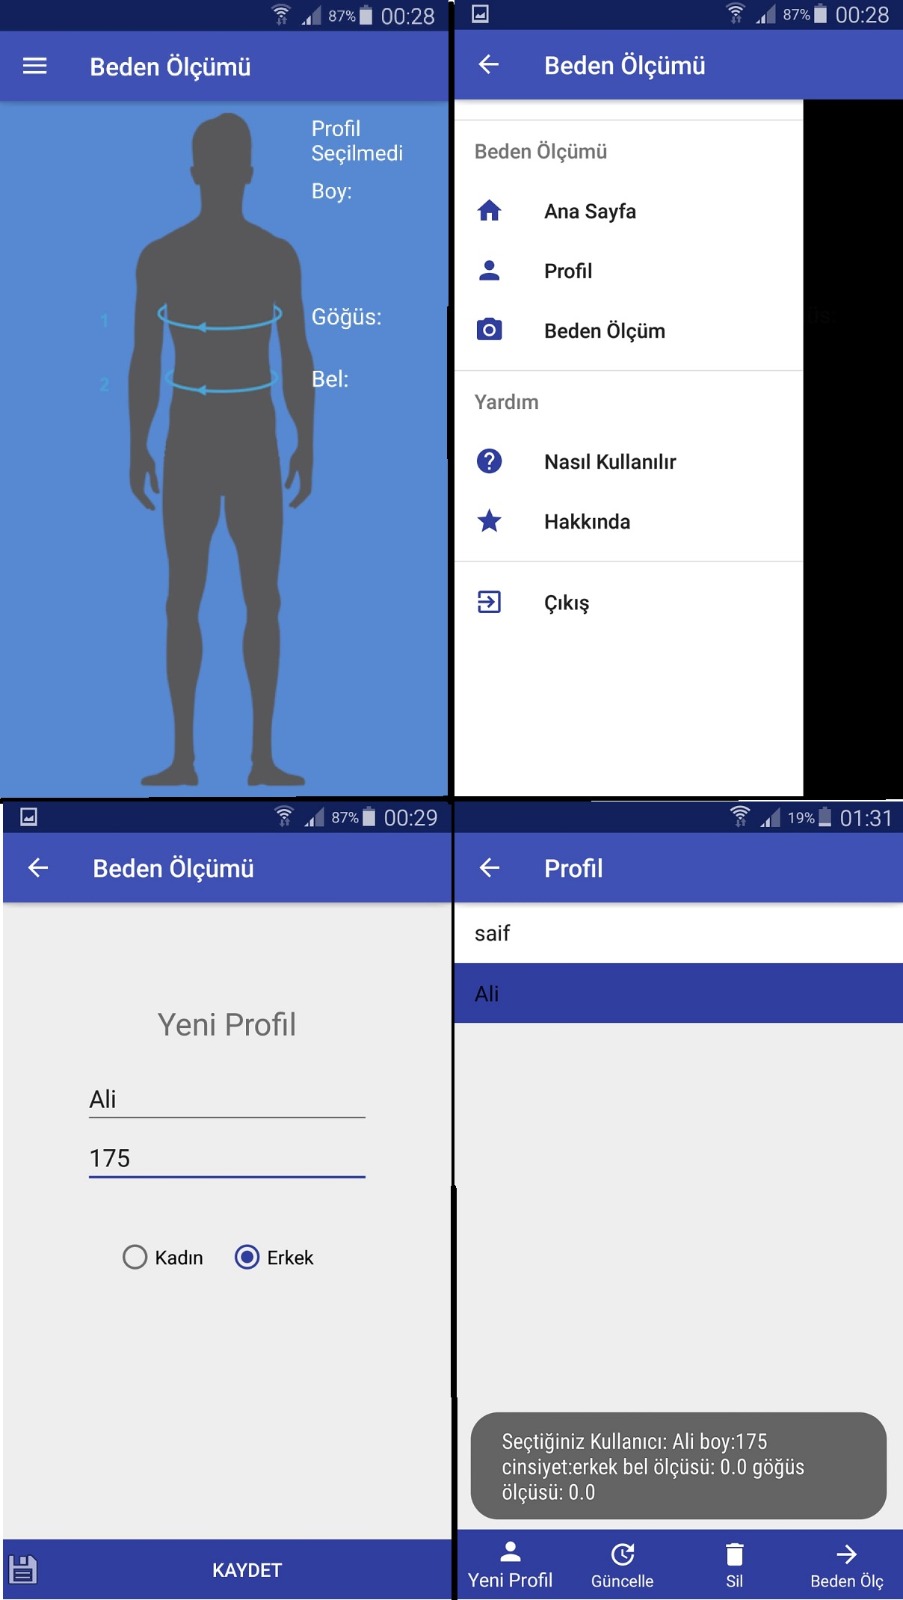 87% 00:28
Beden Ölçümü
Profil
Seçilmedi
Boy:
1
Göğüs:
2
Bel:
87% 00:28
Beden Ölçümü
Beden Ölçümü
Ana Sayfa
Profil
Beden Ölçüm
Yardım
Nasıl Kullanılır
Hakkında
Çıkış
87% 00:29
Beden Ölçümü
Yeni Profil
Ali
175
Kadın
Erkek
KAYDET
19% 01:31
Profil
saif
Ali
Seçtiğiniz Kullanıcı: Ali boy:175
cinsiyet:erkek bel ölçüsü: 0.0 göğüs
ölçüsü: 0.0
Yeni Profil
Güncelle
Sil
Beden Ölç